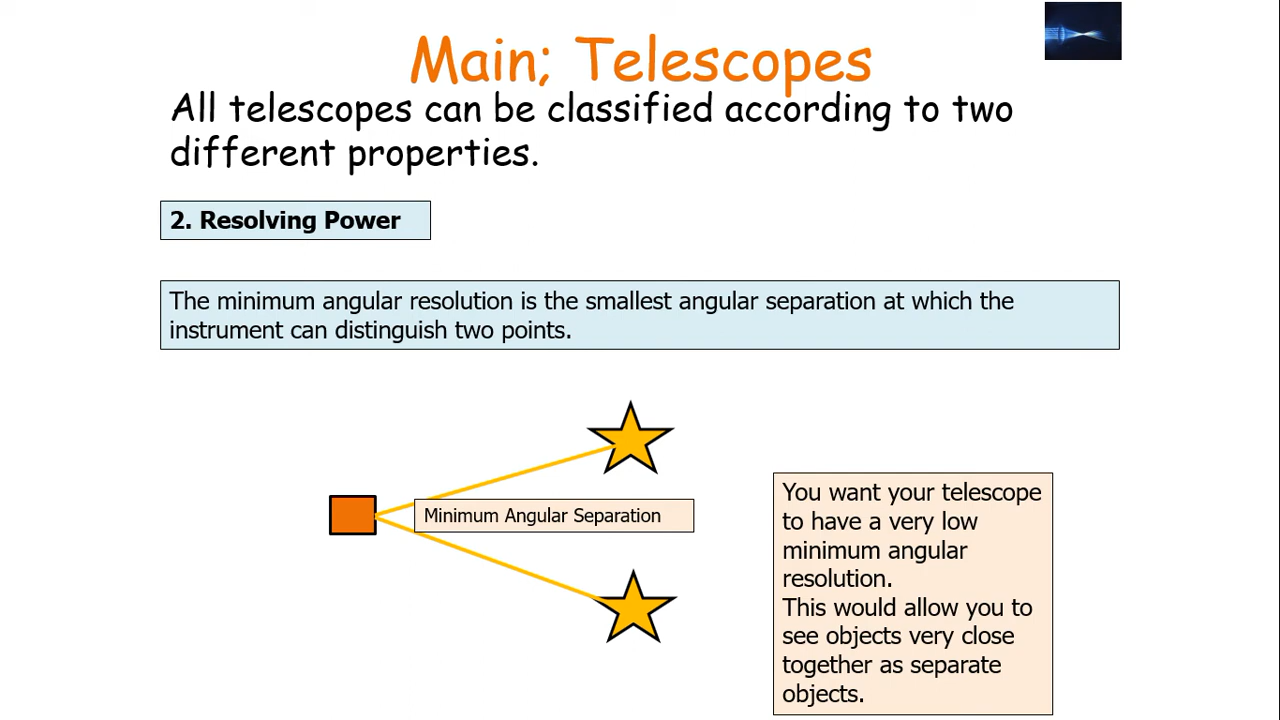 Main; Telescopes
All telescopes can be classified according to two
different properties.
2. Resolving Power
The minimum angular resolution is the smallest angular separation at which the
instrument can distinguish two points.
Minimum Angular Separation
You want your telescope
to have a very low
minimum angular
resolution.
This would allow you to
see objects very close
together as separate
objects.